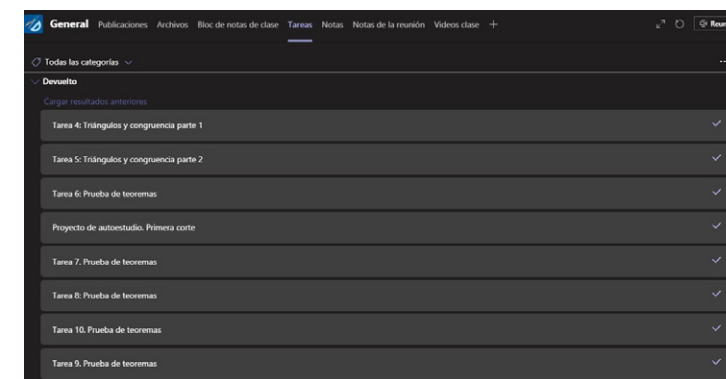 General Publicaciones Archivos Bloc de notas de clase Tareas Notas Notas de la reunión Videos clase
Todas las categorías
Devuelto
Cargar resultados anteriores
Tarea 4: Triángulos y congruencia parte 1
Tarea 5: Triángulos y congruencia parte 2
Tarea 6: Prueba de teoremas
Proyecto de autoestudio. Primera corte
Tarea 7. Prueba de teoremas
Tarea 8: Prueba de teoremas
Tarea 10. Prueba de teoremas
Tarea 9. Prueba de teoremas